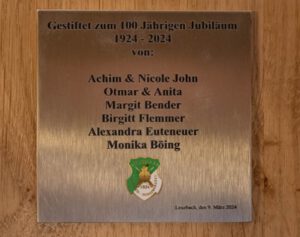 Gestiftet zum 100 Jährigen Jubiläum
1924 - 2024
von:
Achim & Nicole John
Otmar & Anita
Margit Bender
Birgitt Flemmer
Alexandra Euteneuer
Monika Böing
1924
den 9. März 2024